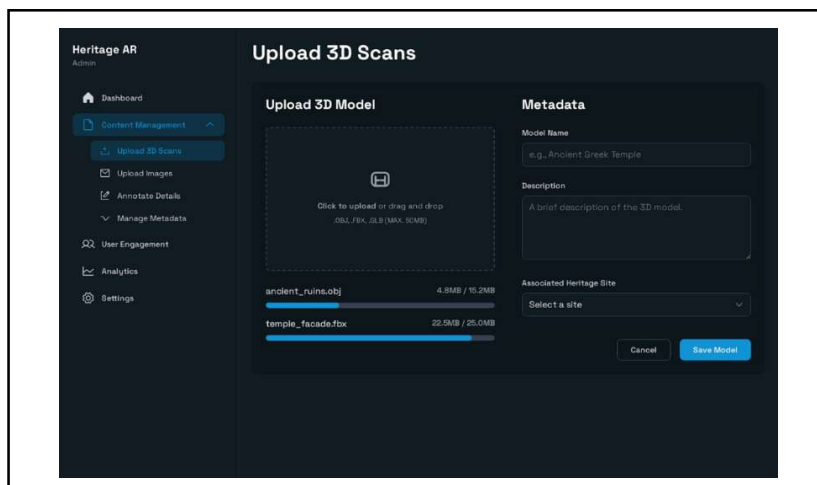 Heritage AR
Admin
Dashboard
Content Management
Upload 3D Scans
Upload Images
Annotate Details
Manage Metadata
User Engagement
Analytics
Settings
Upload 3D Scans
Upload 3D Model
Click to upload or drag and drop
.OBJ, .FBX, .GLB (MAX. 50MB)
ancient_ruins.obj 4.8MB / 15.2MB
temple_facade.fbx 22.5MB / 25.0MB
Metadata
Model Name
e.g., Ancient Greek Temple
Description
A brief description of the 3D model.
Associated Heritage Site
Select a site
Cancel
Save Model